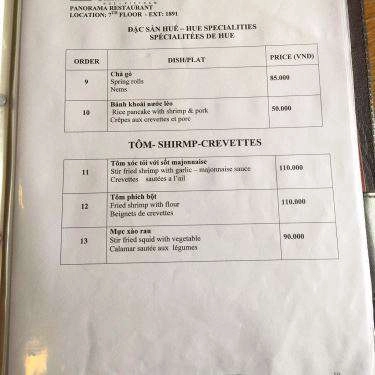 PANORAMA RESTAURANT
LOCATION: 7TH FLOOR - EXT: 1891
ĐẶC SẢN HUẾ – HUE SPECIALITIES
SPÉCIALITÉES DE HUE
ORDER DISH/PLAT PRICE (VND)
9 Chả giò 85.000
Spring rolls
Nems
10 Bánh khoái nước lèo 50.000
Rice pancake with shrimp & pork
Crêpes aux crevettes et porc
TÔM- SHIRMP-CREVETTES
11 Tôm xóc tỏi với sốt majonnaise 110.000
Stir fried shrimp with garlic – majonnaise sauce
Crevettes sautées a l'ail
12 Tôm phích bột 110.000
Fried shrimp with flour
Beignets de crevettes
13 Mực xào rau 90.000
Stir fried squid with vegetable
Calamar sautée aux légumes